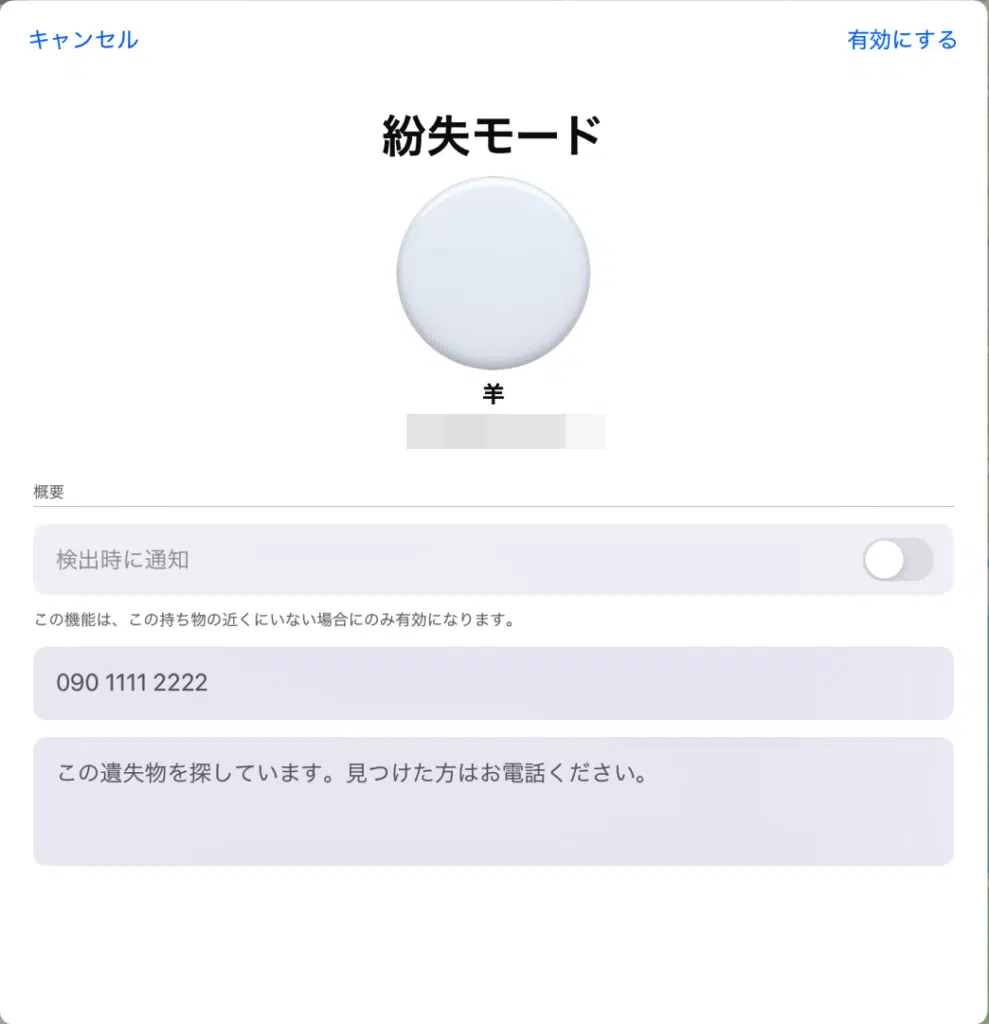 キャンセル
有効にする
紛失モード
羊
概要
検出時に通知
この機能は、この持ち物の近くにいない場合にのみ有効になります。
090 1111 2222
この遺失物を探しています。見つけた方はお電話ください。